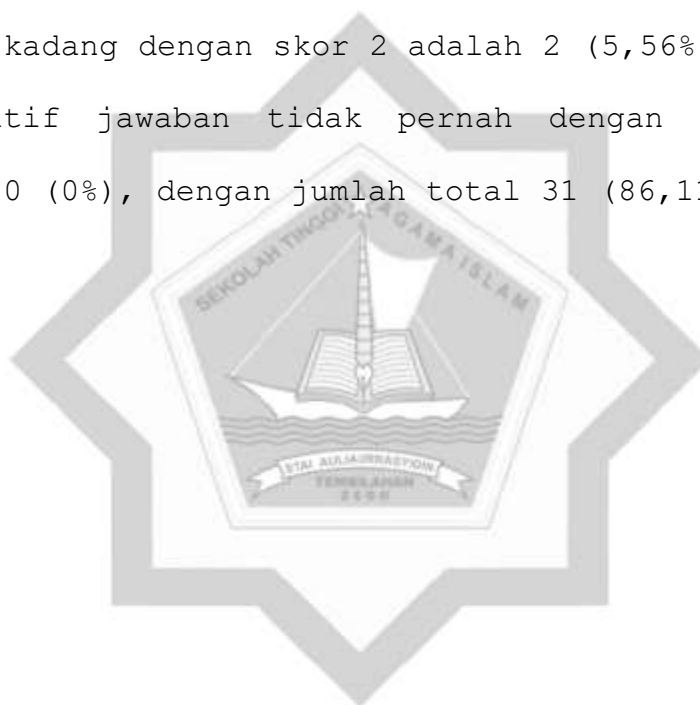 kadang dengan skor 2 adalah 2 (5,56%
tif jawaban tidak pernah dengan
0 (0%), dengan jumlah total 31 (86,11
SEKOLAH TINGGI AGAMA ISLAM
STAI AULIAURRASYIDIN
TEMBILAHAN